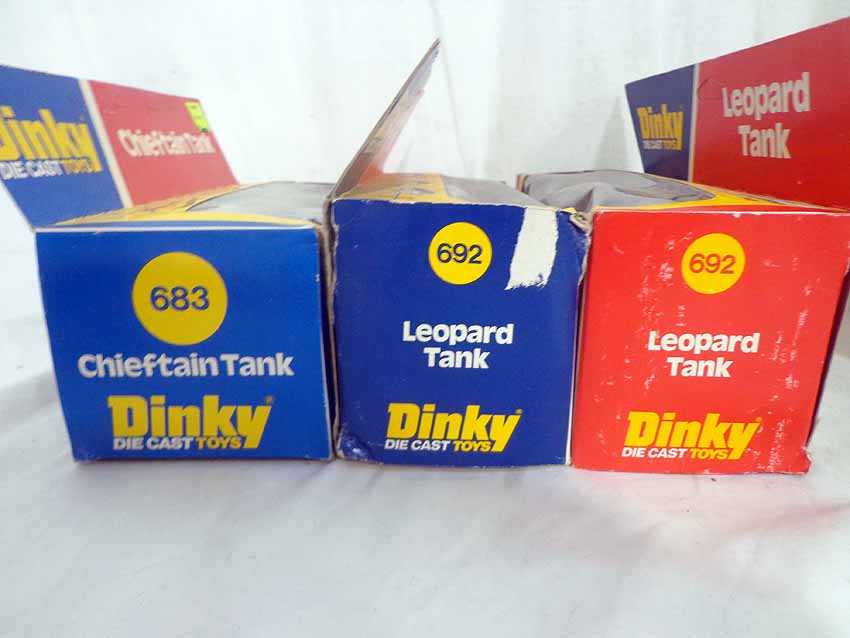 Dinky
DIE CAST TOYS
Chieftain Tank
Dinky
DIE CAST TOYS
Leopard
Tank
683
Chieftain Tank
Dinky®
DIE CAST TOYS
692
Leopard
Tank
Dinky
DIE CAST TOYS
692
Leopard
Tank
Dinky
DIE CAST TOYS